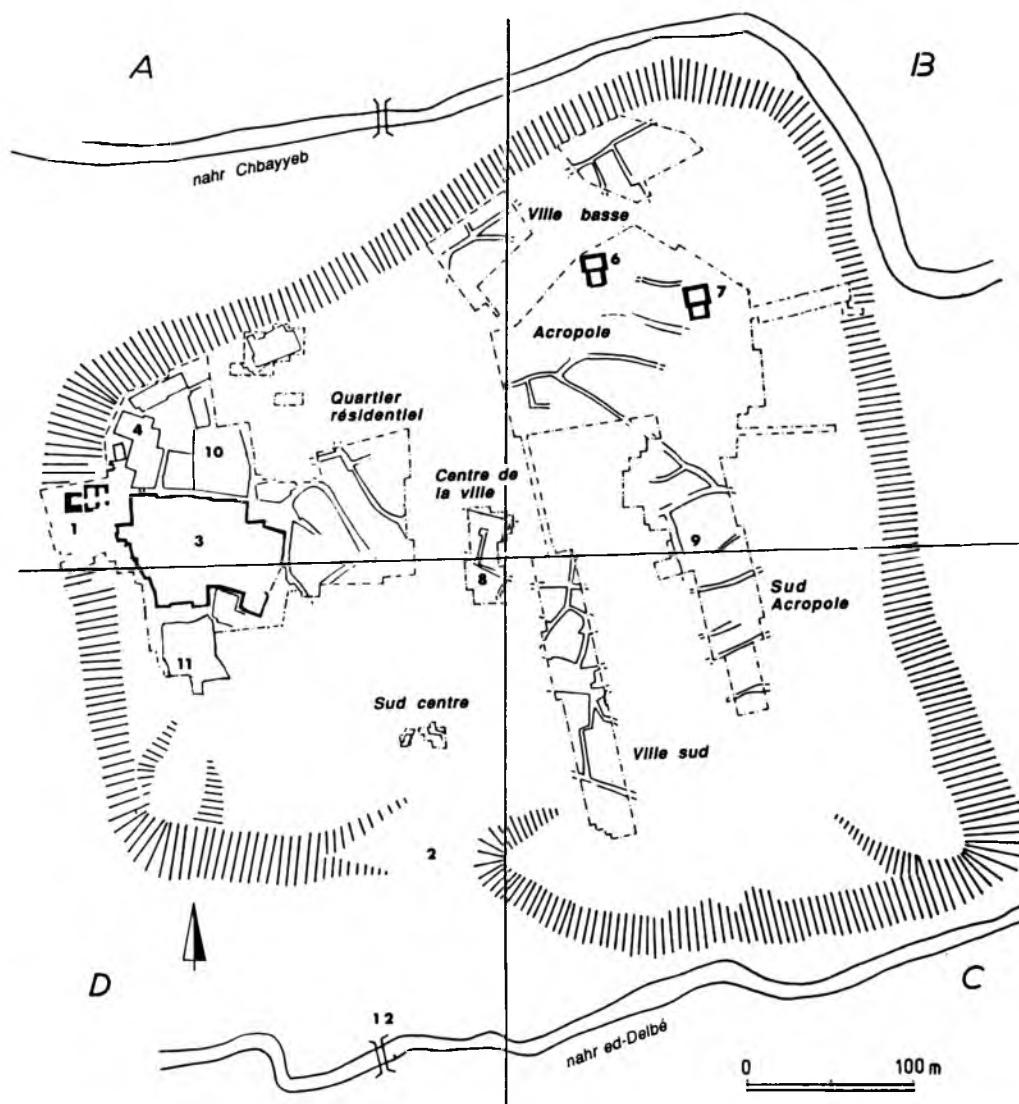 A
B
nahr Chbayyeb
Ville basse
6
7
Acropole
Quartier
résidentiel
4
10
Centre de
la ville
1
3
9
8
Sud
Acropole
11
Sud centre
Ville sud
2
D
C
12
nahr ed-Delbé
0 100 m